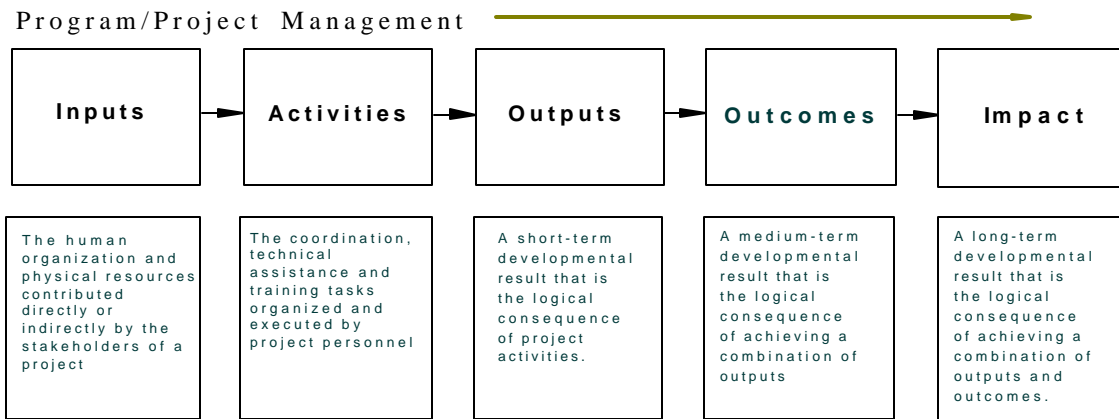 Program/Project Management
Inputs
Activities
Outputs
Outcomes
Impact
The human
organization and
physical resources
contributed
directly or
indirectly by the
stakeholders of a
project
The coordination,
technical
assistance and
training tasks
organized and
executed by
project personnel
A short-term
developmental
result that is
the logical
consequence
of project
activities.
A medium-term
developmental
result that is
the logical
consequence
of achieving a
combination of
outputs
A long-term
developmental
result that is
the logical
consequence
of achieving a
combination of
outputs and
outcomes.